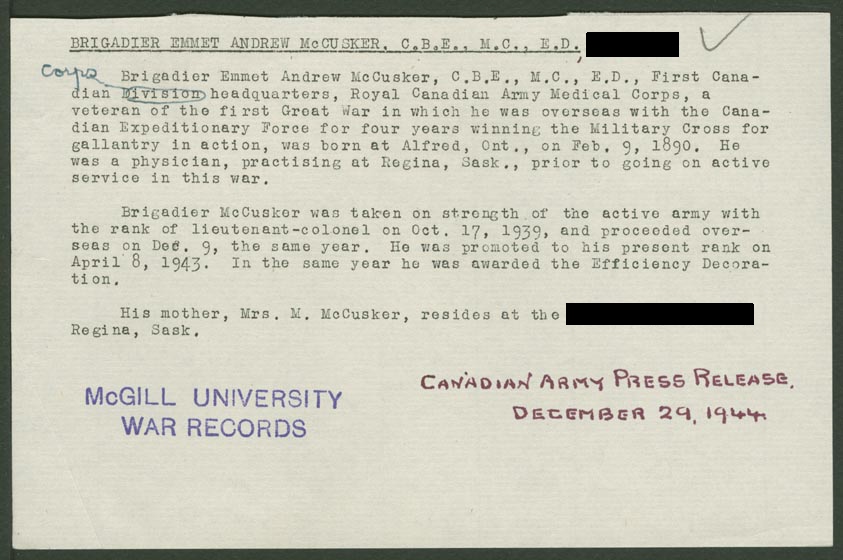 BRIGADIER EMMET ANDREW McCUSKER, C.B.E., M.C., E.D.
Corps
Brigadier Emmet Andrew McCusker, C.B.E., M.C., E.D., First Cana-
dian Division headquarters, Royal Canadian Army Medical Corps, a
veteran of the first Great War in which he was overseas with the Cana-
dian Expeditionary Force for four years winning the Military Cross for
gallantry in action, was born at Alfred, Ont., on Feb. 9, 1890. He
was a physician, practising at Regina, Sask., prior to going on active
service in this war.
Brigadier McCusker was taken on strength of the active army with
the rank of lieutenant-colonel on Oct. 17, 1939, and proceeded over-
seas on Dec. 9, the same year. He was promoted to his present rank on
April 8, 1943. In the same year he was awarded the Efficiency Decora-
tion.
His mother, Mrs. M. McCusker, resides at the
Regina, Sask.
CANADIAN ARMY PRESS RELEASE.
DECEMBER 29, 1944.
McGILL UNIVERSITY
WAR RECORDS